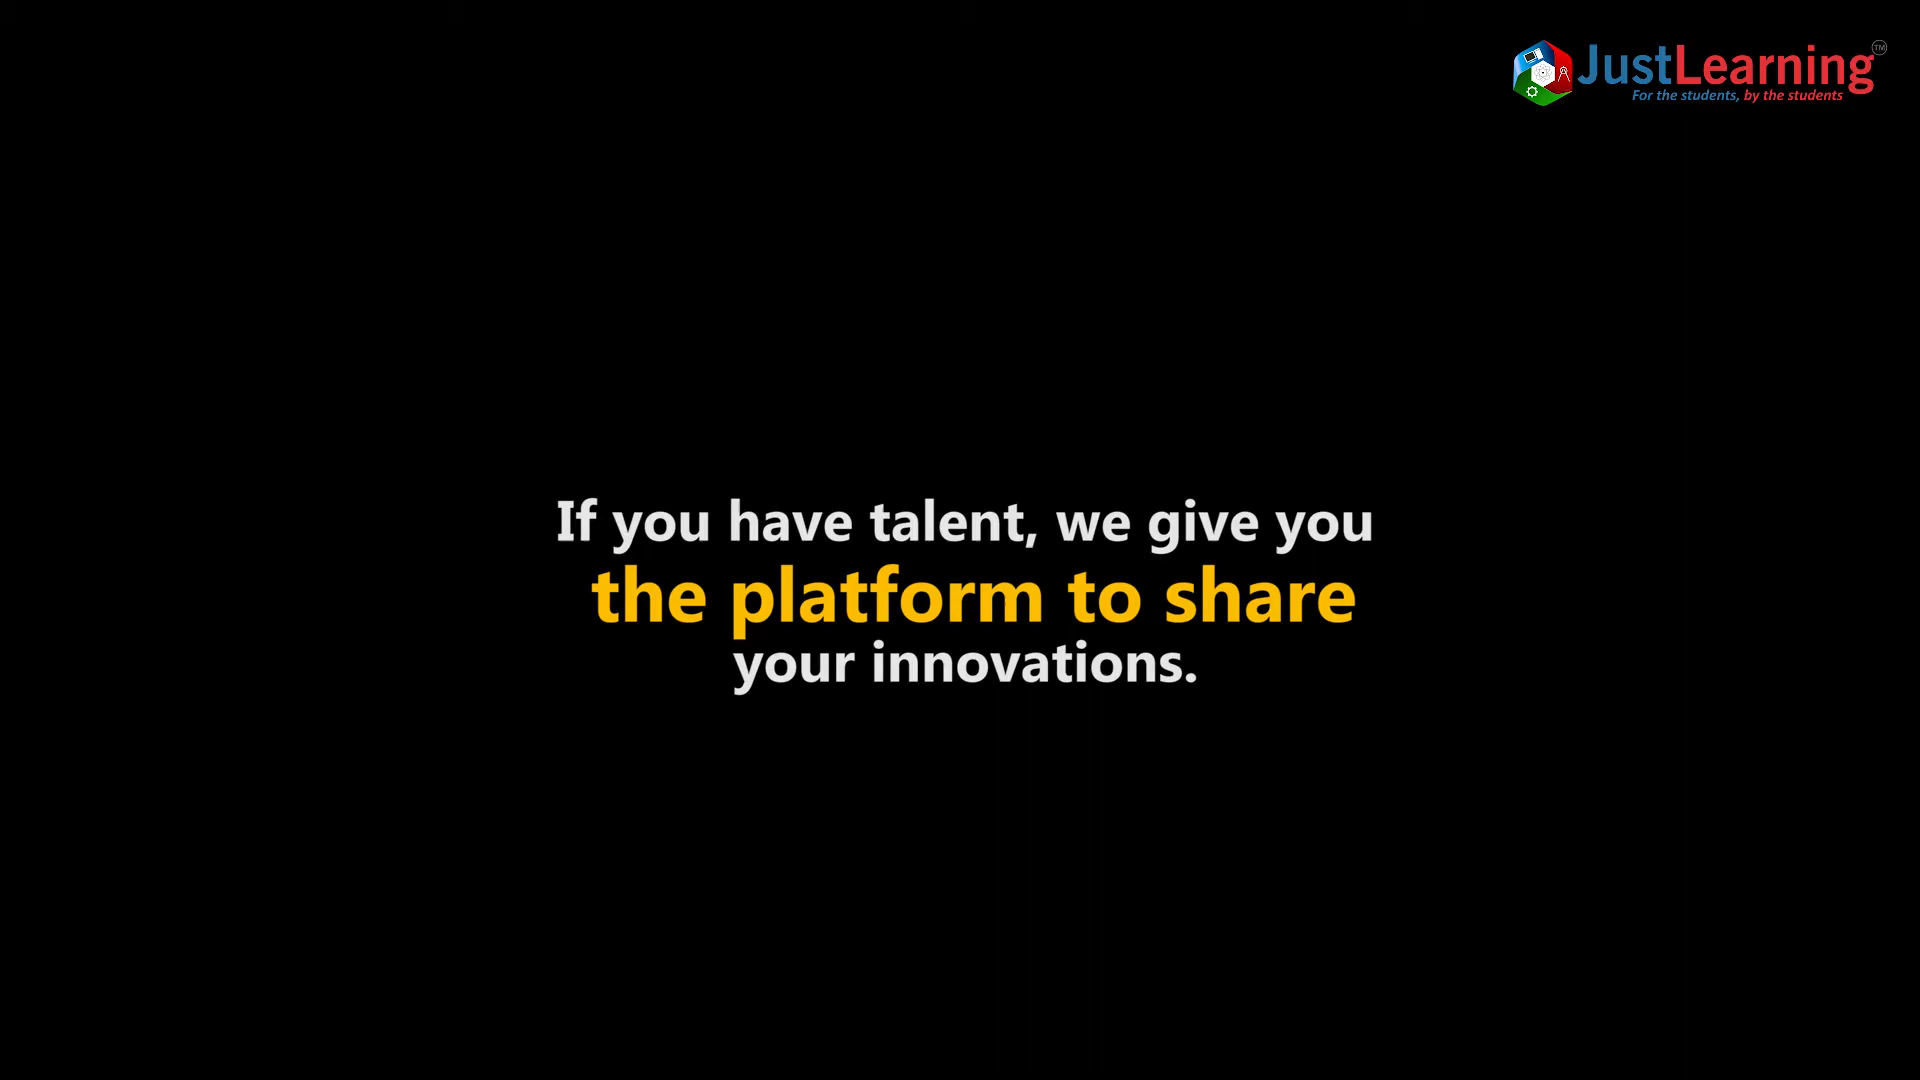 JustLearning™
For the students, by the students
If you have talent, we give you
the platform to share
your innovations.